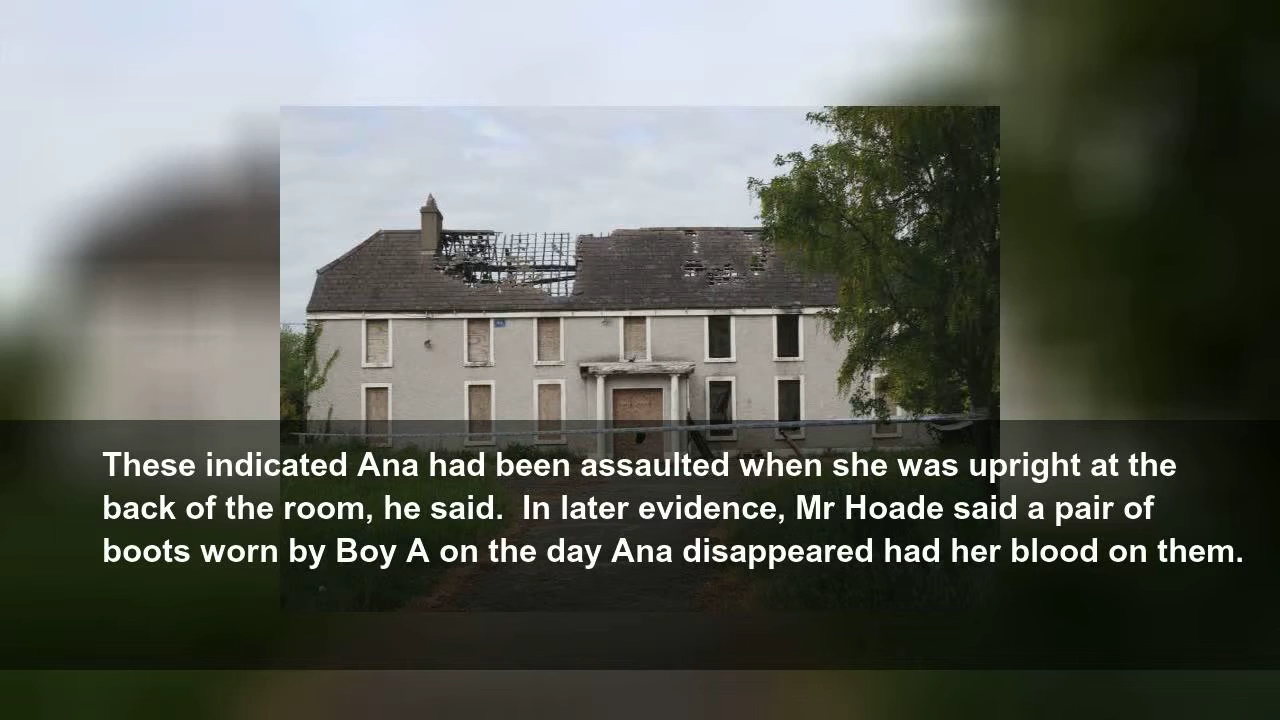 These indicated Ana had been assaulted when she was upright at the
back of the room, he said.  In later evidence, Mr Hoade said a pair of
boots worn by Boy A on the day Ana disappeared had her blood on them.